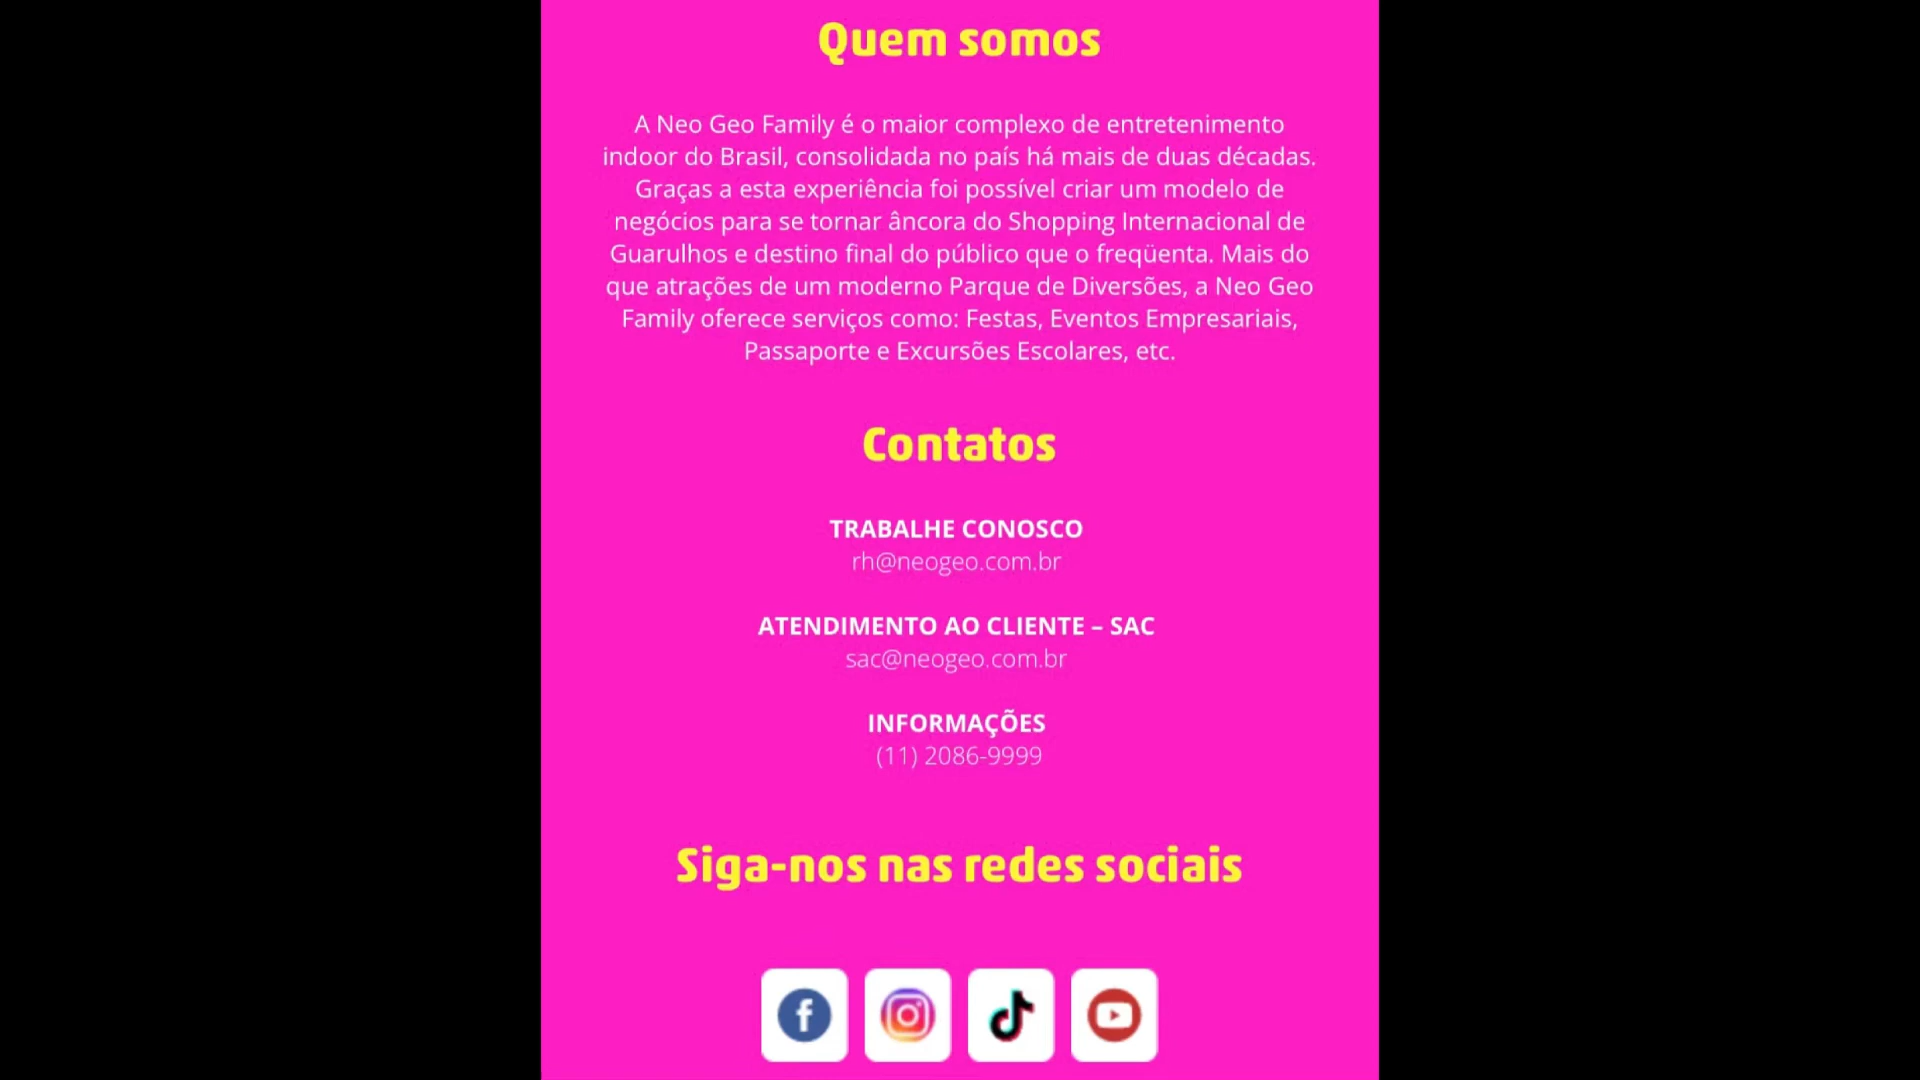 Quem somos
A Neo Geo Family é o maior complexo de entretenimento
indoor do Brasil, consolidada no país há mais de duas décadas.
Graças a esta experiência foi possível criar um modelo de
negócios para se tornar âncora do Shopping Internacional de
Guarulhos e destino final do público que o freqüenta. Mais do
que atrações de um moderno Parque de Diversões, a Neo Geo
Family oferece serviços como: Festas, Eventos Empresariais,
Passaporte e Excursões Escolares, etc.
Contatos
TRABALHE CONOSCO
rh@neogeo.com.br
ATENDIMENTO AO CLIENTE – SAC
sac@neogeo.com.br
INFORMAÇÕES
(11) 2086-9999
Siga-nos nas redes sociais